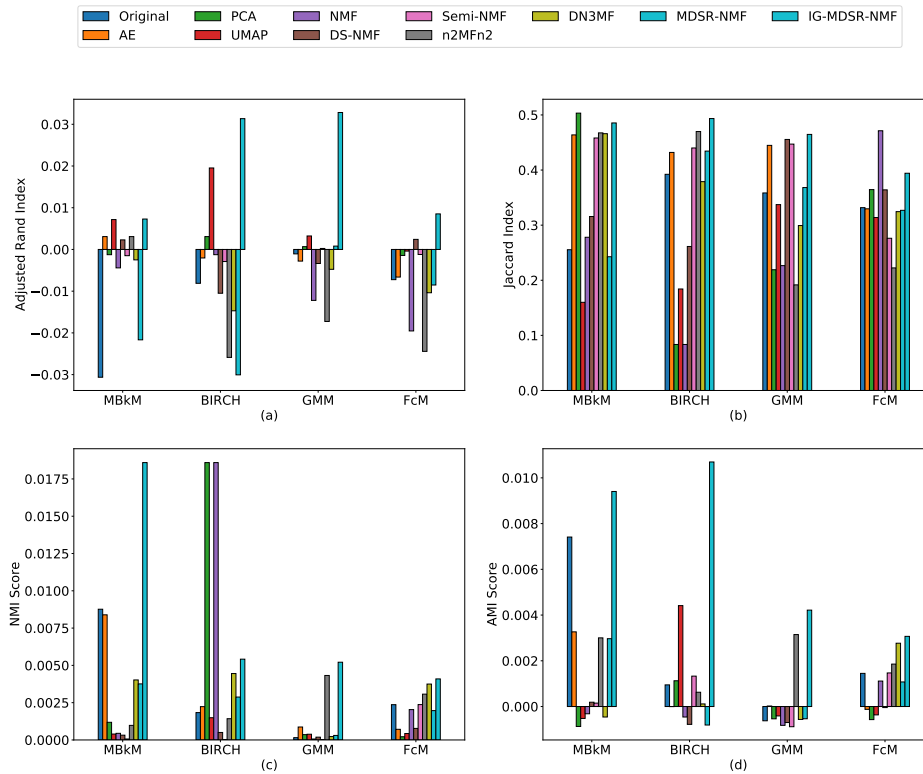 Original PCA NMF Semi-NMF DN3MF MDSR-NMF IG-MDSR-NMF
AE UMAP DS-NMF n2MFn2
Adjusted Rand Index
0.03
0.02
0.01
0.00
−0.01
−0.02
−0.03
MBkM BIRCH GMM FcM
(a)
Jaccard Index
0.5
0.4
0.3
0.2
0.1
0.0
MBkM BIRCH GMM FcM
(b)
NMI Score
0.0175
0.0150
0.0125
0.0100
0.0075
0.0050
0.0025
0.0000
MBkM BIRCH GMM FcM
(c)
AMI Score
0.010
0.008
0.006
0.004
0.002
0.000
MBkM BIRCH GMM FcM
(d)